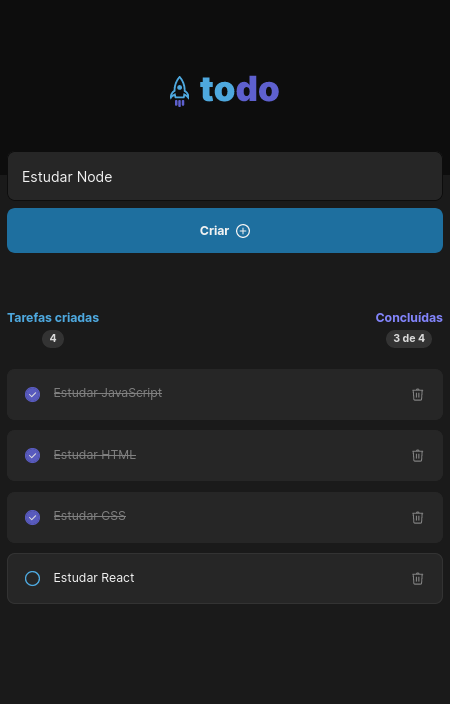 todo
Estudar Node
Criar
Tarefas criadas
Concluídas
4
3 de 4
Estudar JavaScript
Estudar HTML
Estudar CSS
Estudar React